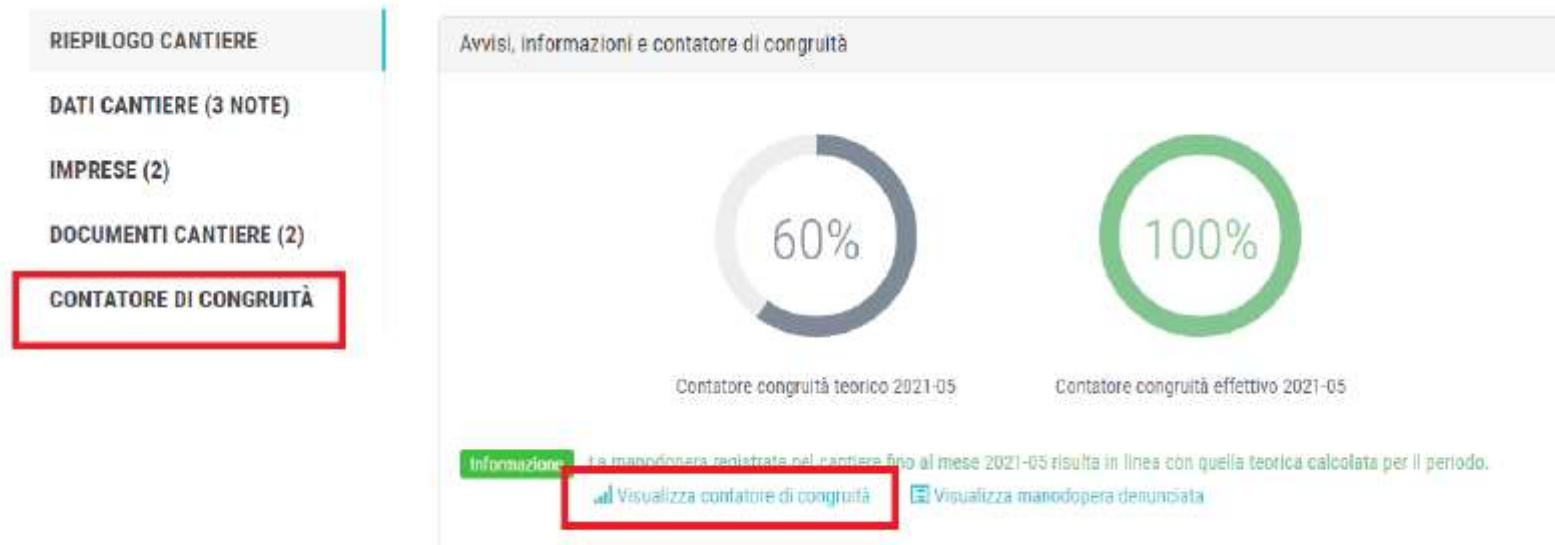 RIEPILOGO CANTIERE
DATI CANTIERE (3 NOTE)
IMPRESE (2)
DOCUMENTI CANTIERE (2)
CONTATORE DI CONGRUITÀ
Avvisi, informazioni e contatore di congruità
60%
100%
Contatore congruità teorico 2021-05
Contatore congruità effettivo 2021-05
Informazione La manodopera registrata nel cantiere fino al mese 2021-05 risulta in linea con quella teorica calcolata per il periodo.
Visualizza contatore di congruità Visualizza manodopera denunciata